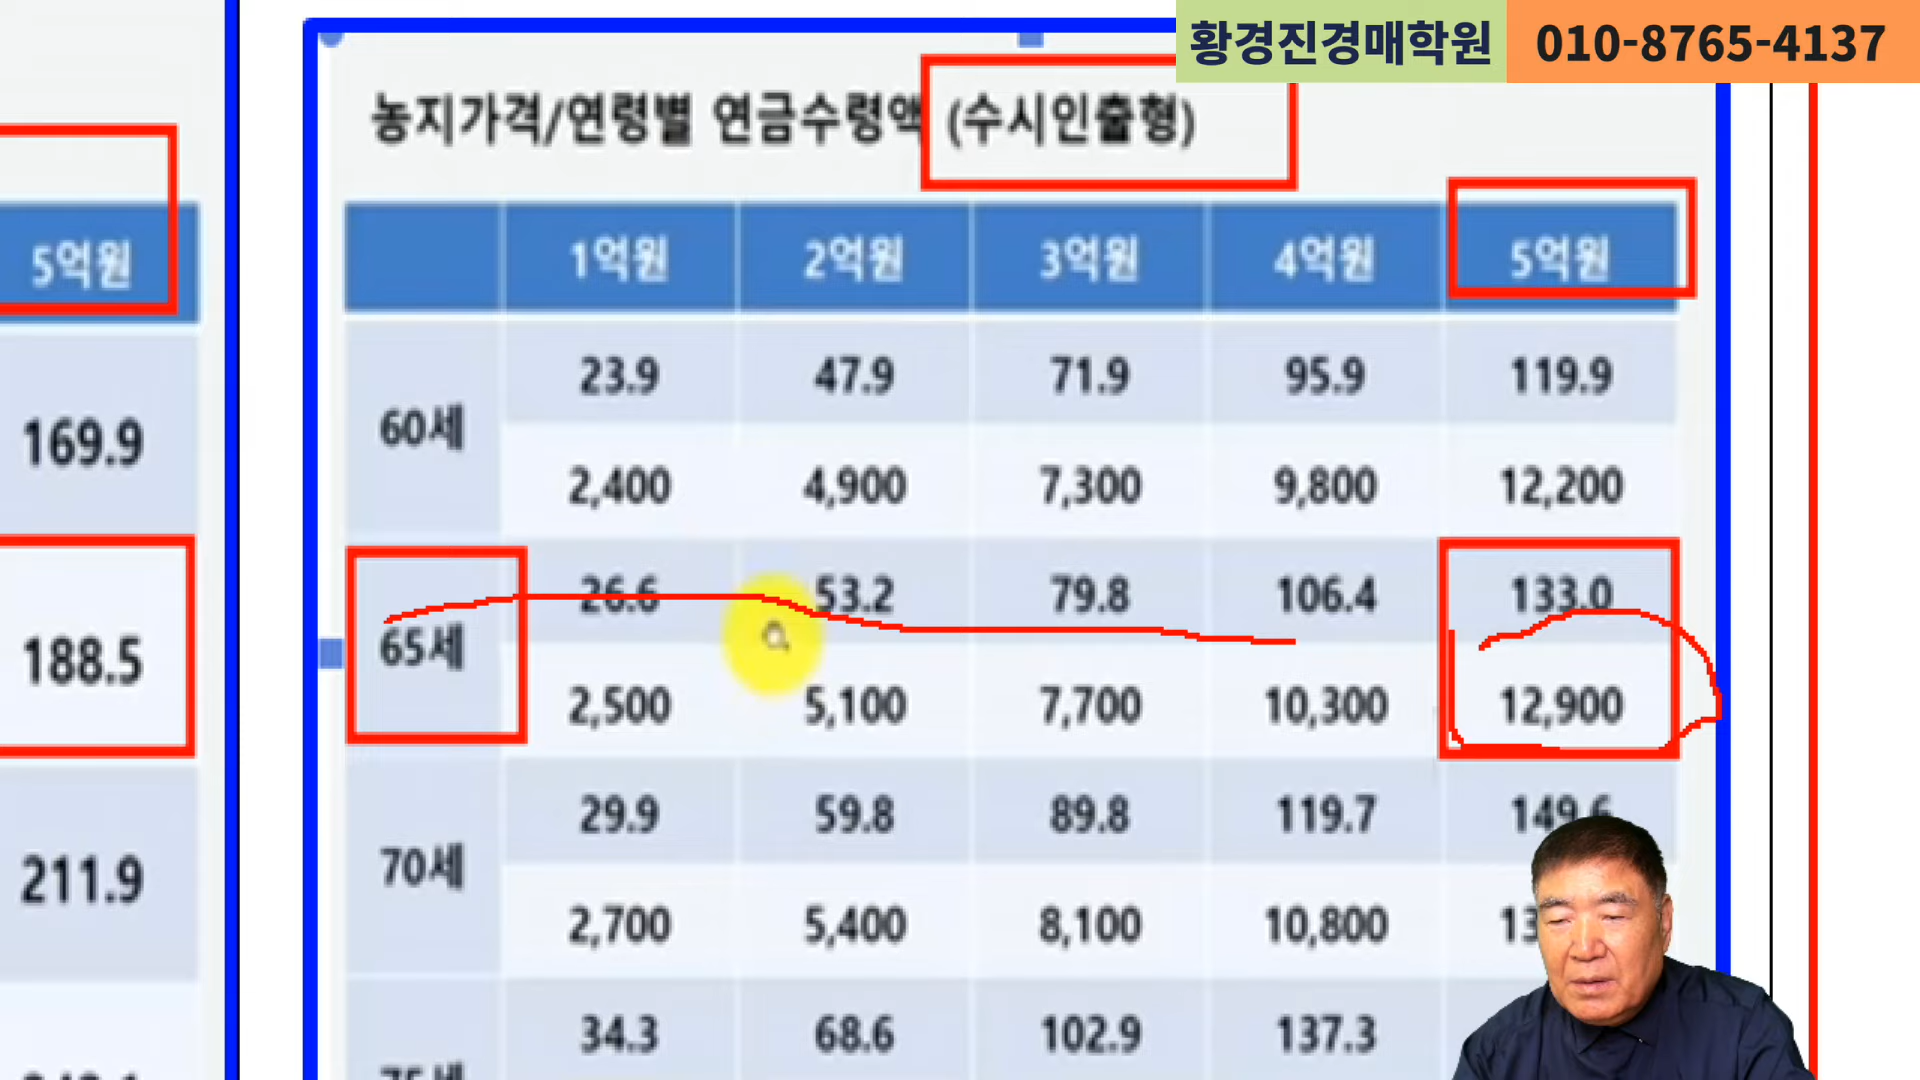 황경진경매학원 010-8765-4137
농지가격/연령별 연금수령액 (수시인출형)
5억원
169.9
188.5
211.9
1억원 2억원 3억원 4억원 5억원
60세
23.9 47.9 71.9 95.9 119.9
2,400 4,900 7,300 9,800 12,200
65세
26.6 53.2 79.8 106.4 133.0
2,500 5,100 7,700 10,300 12,900
70세
29.9 59.8 89.8 119.7 149.6
2,700 5,400 8,100 10,800
34.3 68.6 102.9 137.3